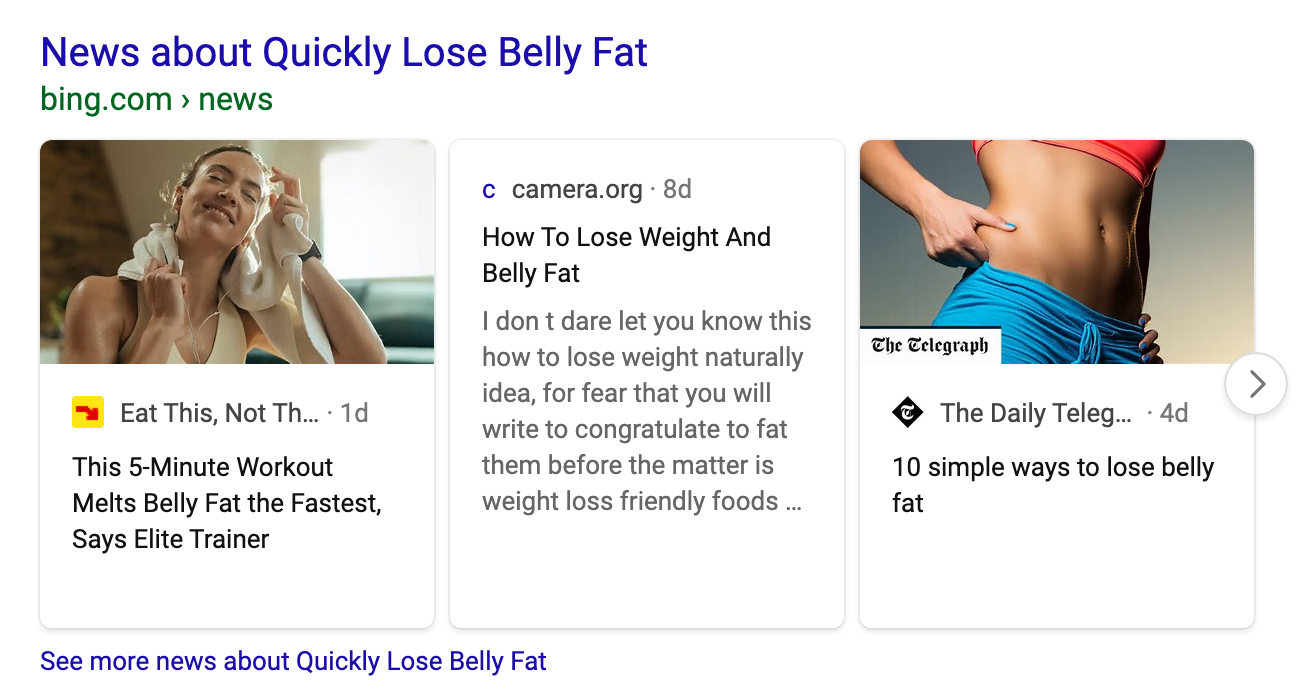 News about Quickly Lose Belly Fat
bing.com › news
The Telegraph
Eat This, Not Th... · 1d
This 5-Minute Workout
Melts Belly Fat the Fastest,
Says Elite Trainer
c camera.org · 8d
How To Lose Weight And
Belly Fat
I don t dare let you know this
how to lose weight naturally
idea, for fear that you will
write to congratulate to fat
them before the matter is
weight loss friendly foods ...
The Daily Teleg... · 4d
10 simple ways to lose belly
fat
See more news about Quickly Lose Belly Fat